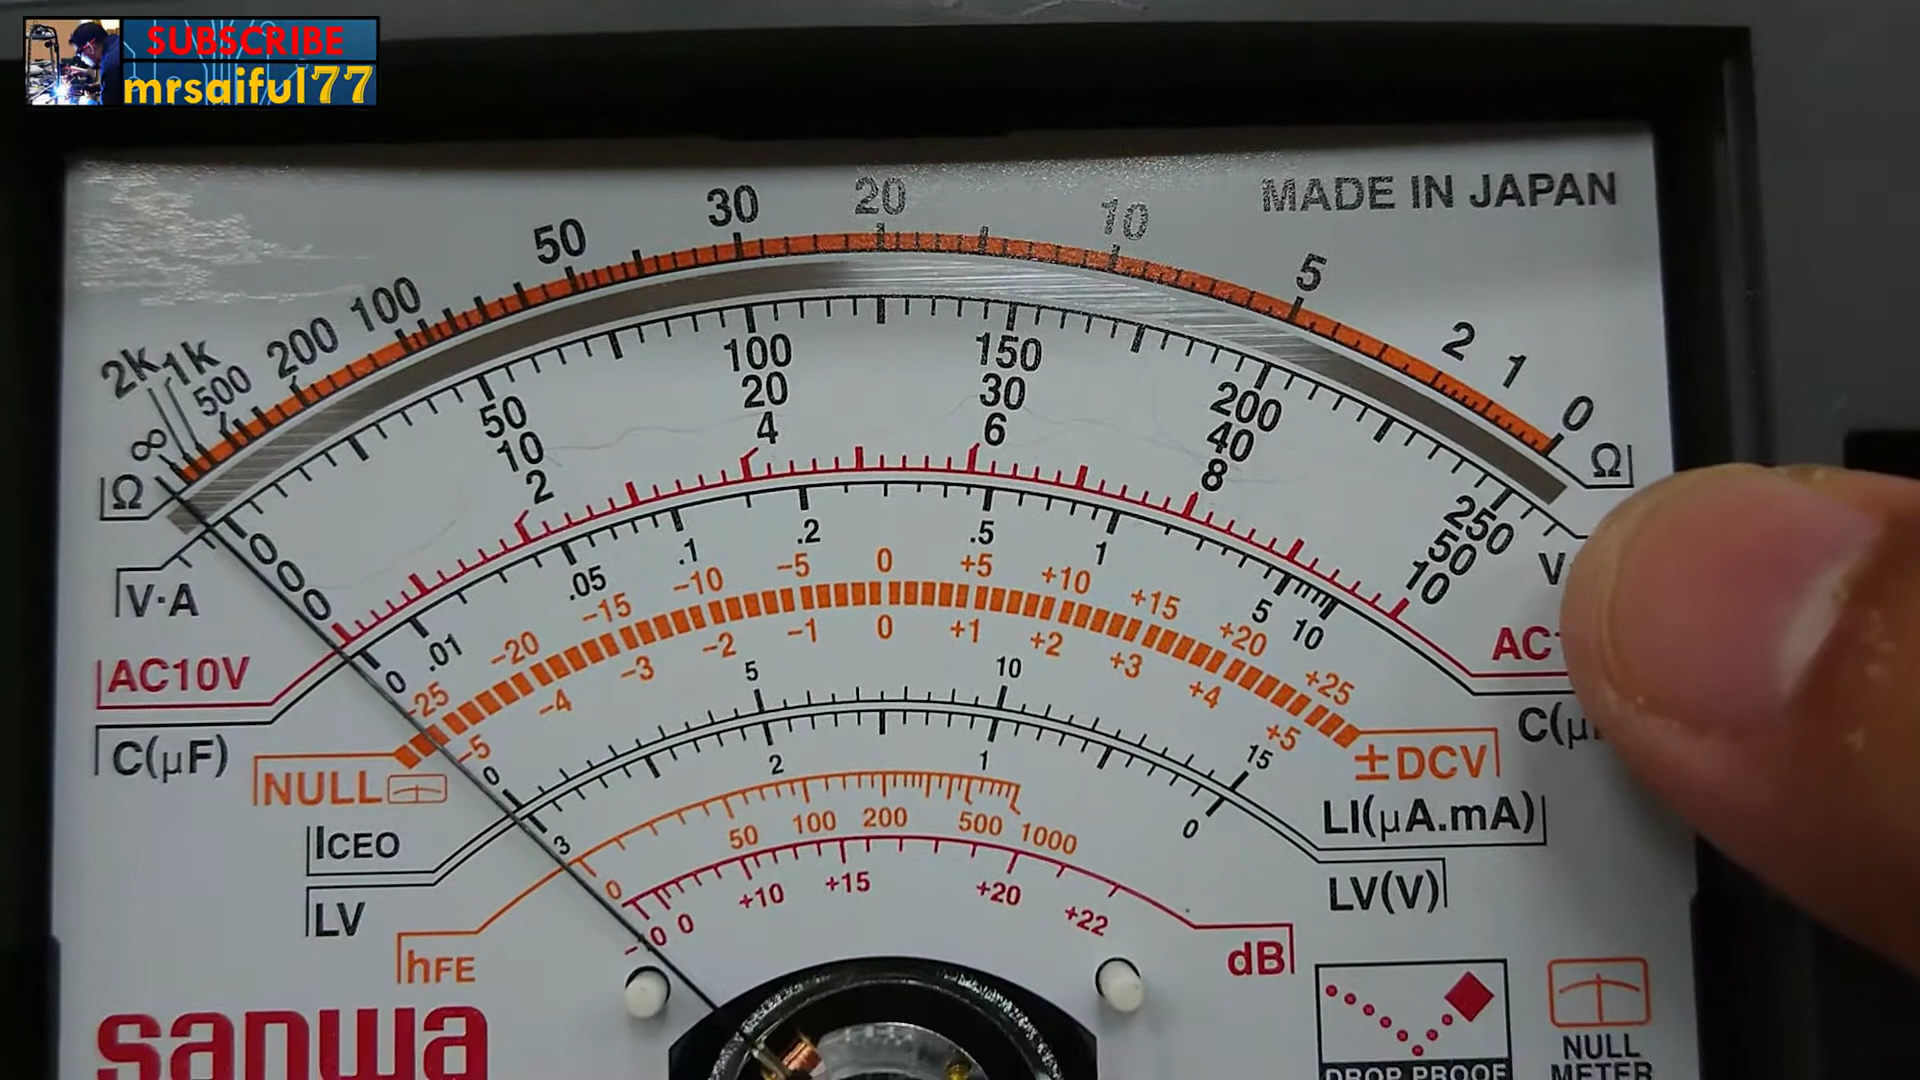 SUBSCRIBE
mrsaiful77
MADE IN JAPAN
2k 1k 500 200 100 50 30 20 10 5 2 1 0
∞
Ω Ω
0 50 100 150 200 250
0 10 20 30 40 50
0 2 4 6 8 10
V·A V
AC10V AC
0 .01 .05 .1 .2 .5 1 5 10
C(μF) C(μ
-25 -20 -15 -10 -5 0 +5 +10 +15 +20 +25
-5 -4 -3 -2 -1 0 +1 +2 +3 +4 +5
NULL ±DCV
0 5 10 15
ICEO LI(μA.mA)
3 2 1 0
LV LV(V)
0 50 100 200 500 1000
hFE
-10 0 +10 +15 +20 +22
dB
sanwa
DROP PROOF
NULL
METER